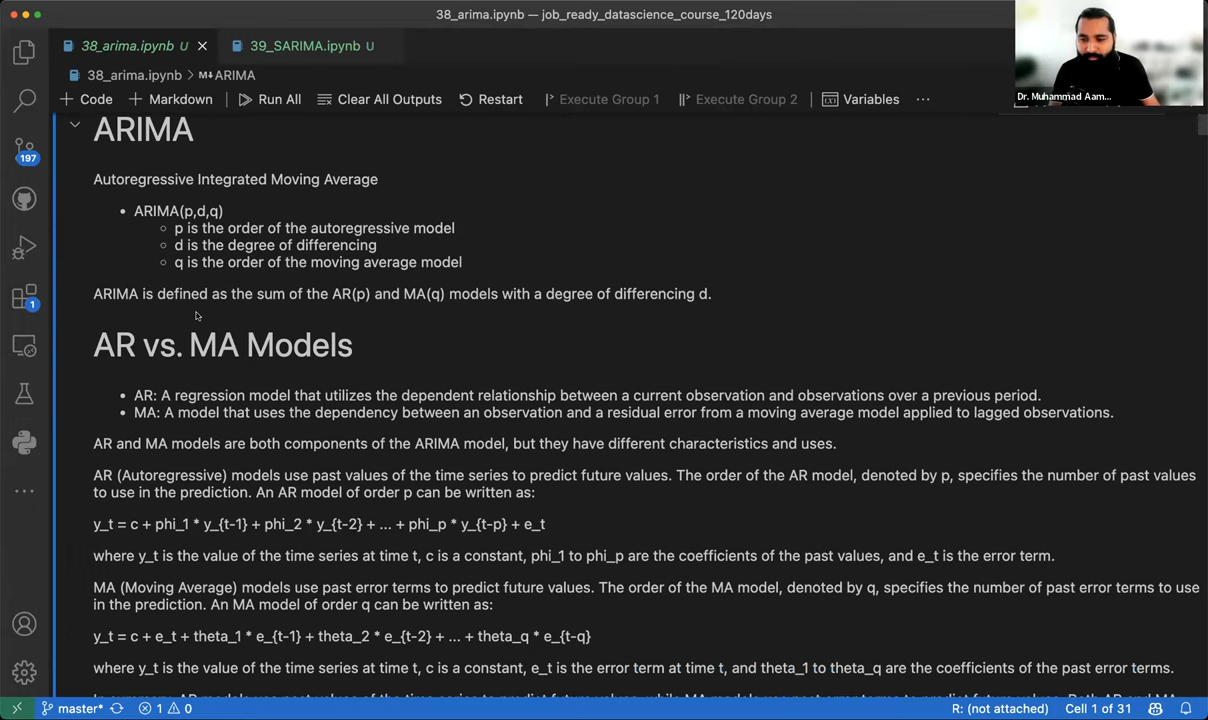 38_arima.ipynb — job_ready_datascience_course_120days
38_arima.ipynb U
39_SARIMA.ipynb U
38_arima.ipynb > M↓ARIMA
Code
Markdown
Run All
Clear All Outputs
Restart
Execute Group 1
Execute Group 2
Variables
Dr. Muhammad Aam...
197
1
ARIMA
Autoregressive Integrated Moving Average
• ARIMA(p,d,q)
○ p is the order of the autoregressive model
○ d is the degree of differencing
○ q is the order of the moving average model
ARIMA is defined as the sum of the AR(p) and MA(q) models with a degree of differencing d.
AR vs. MA Models
• AR: A regression model that utilizes the dependent relationship between a current observation and observations over a previous period.
• MA: A model that uses the dependency between an observation and a residual error from a moving average model applied to lagged observations.
AR and MA models are both components of the ARIMA model, but they have different characteristics and uses.
AR (Autoregressive) models use past values of the time series to predict future values. The order of the AR model, denoted by p, specifies the number of past values
to use in the prediction. An AR model of order p can be written as:
y_t = c + phi_1 * y_{t-1} + phi_2 * y_{t-2} + ... + phi_p * y_{t-p} + e_t
where y_t is the value of the time series at time t, c is a constant, phi_1 to phi_p are the coefficients of the past values, and e_t is the error term.
MA (Moving Average) models use past error terms to predict future values. The order of the MA model, denoted by q, specifies the number of past error terms to use
in the prediction. An MA model of order q can be written as:
y_t = c + e_t + theta_1 * e_{t-1} + theta_2 * e_{t-2} + ... + theta_q * e_{t-q}
where y_t is the value of the time series at time t, c is a constant, e_t is the error term at time t, and theta_1 to theta_q are the coefficients of the past error terms.
master*
1
0
R: (not attached)
Cell 1 of 31